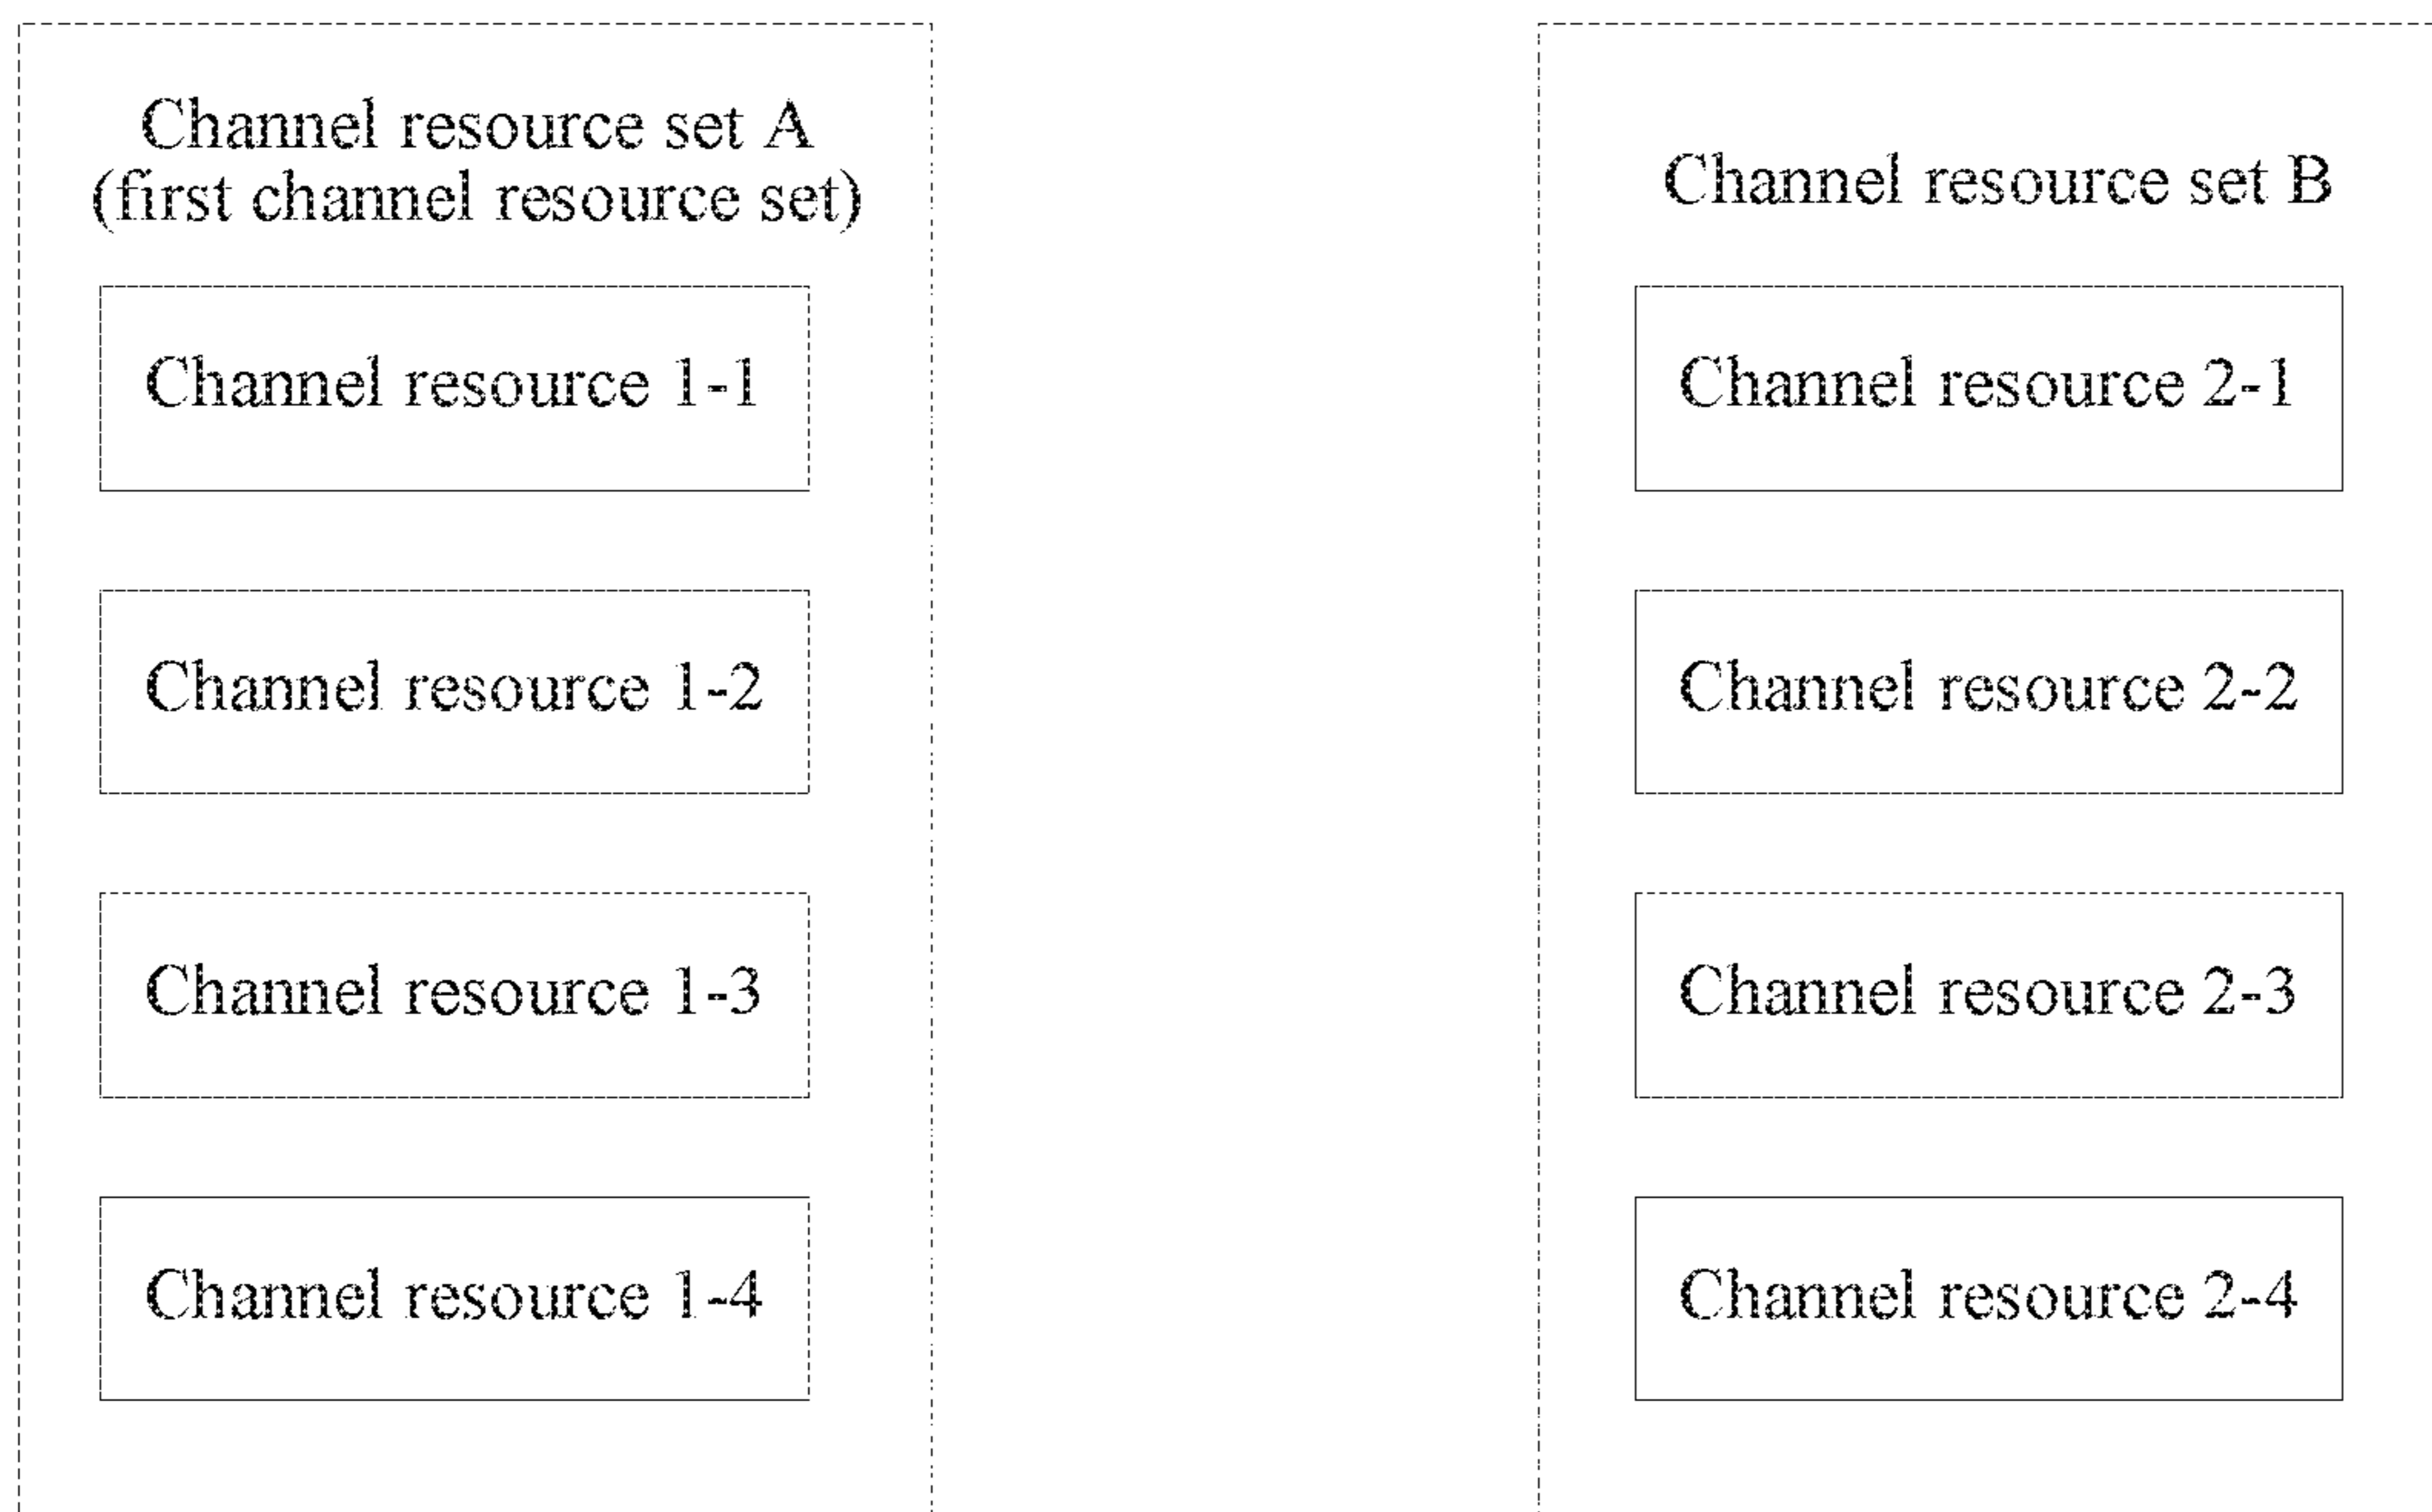 Channel resource set A
(first channel resource set)
Channel resource 1-1
Channel resource 1-2
Channel resource 1-3
Channel resource 1-4
Channel resource set B
Channel resource 2-1
Channel resource 2-2
Channel resource 2-3
Channel resource 2-4